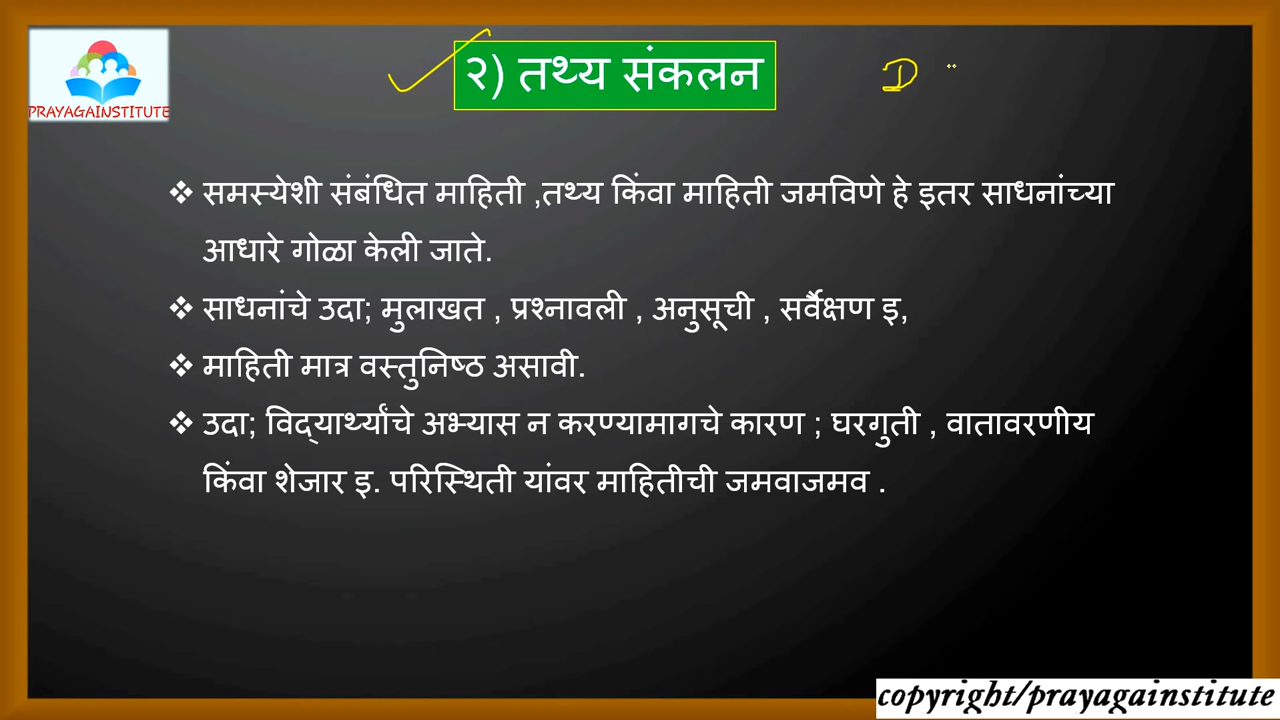 PRAYAGAINSTITUTE
२) तथ्य संकलन
D
❖ समस्येशी संबंधित माहिती ,तथ्य किंवा माहिती जमविणे हे इतर साधनांच्या
आधारे गोळा केली जाते.
❖ साधनांचे उदा; मुलाखत , प्रश्नावली , अनुसूची , सर्वैक्षण इ,
❖ माहिती मात्र वस्तुनिष्ठ असावी.
❖ उदा; विद्यार्थ्यांचे अभ्यास न करण्यामागचे कारण ; घरगुती , वातावरणीय
किंवा शेजार इ. परिस्थिती यांवर माहितीची जमवाजमव .
copyright/prayagainstitute